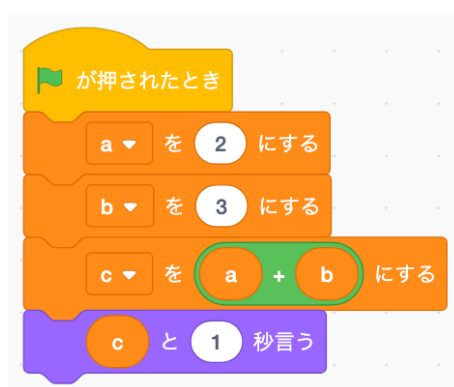 が押されたとき
a を 2 にする
b を 3 にする
c を a + b にする
c と 1 秒言う